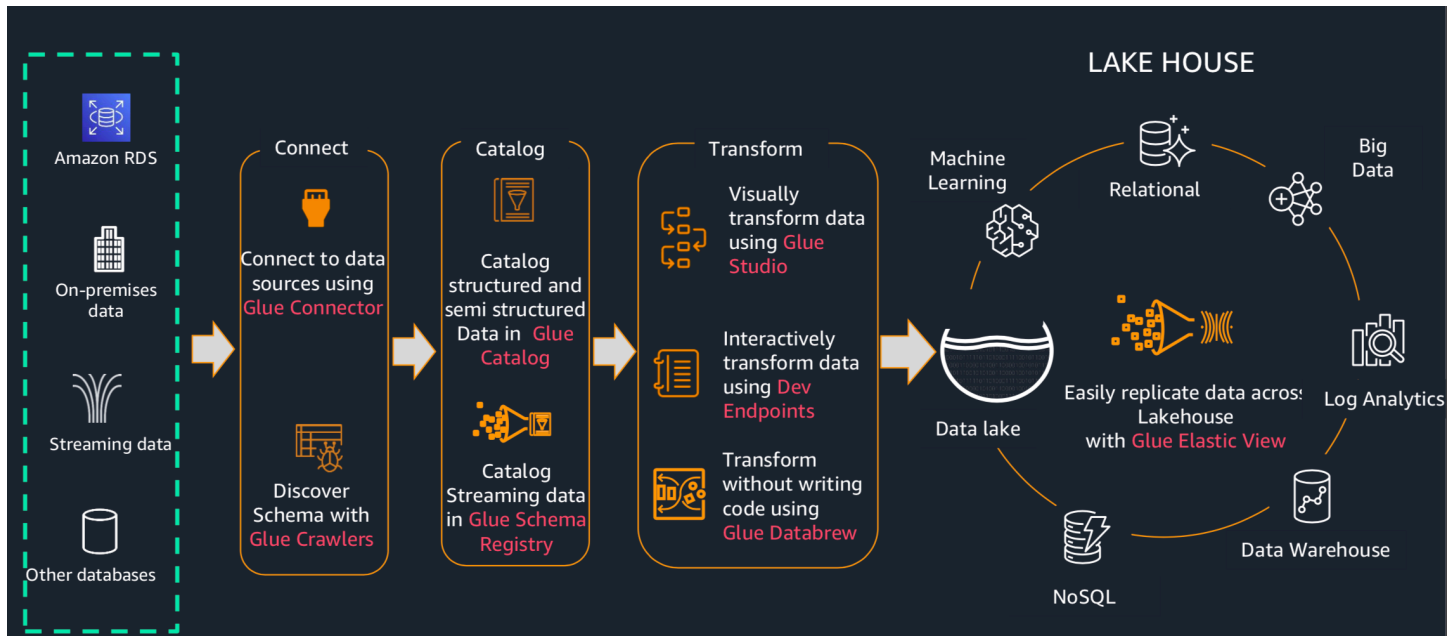 LAKE HOUSE
Amazon RDS
On-premises
data
Streaming data
Other databases
Connect
Connect to data
sources using
Glue Connector
Discover
Schema with
Glue Crawlers
Catalog
Catalog
structured and
semi structured
Data in Glue
Catalog
Catalog
Streaming data
in Glue Schema
Registry
Transform
Visually
transform data
using Glue
Studio
Interactively
transform data
using Dev
Endpoints
Transform
without writing
code using
Glue Databrew
Machine
Learning
Relational
Big
Data
Data lake
Easily replicate data across
Lakehouse
with Glue Elastic View
Log Analytics
Data Warehouse
NoSQL